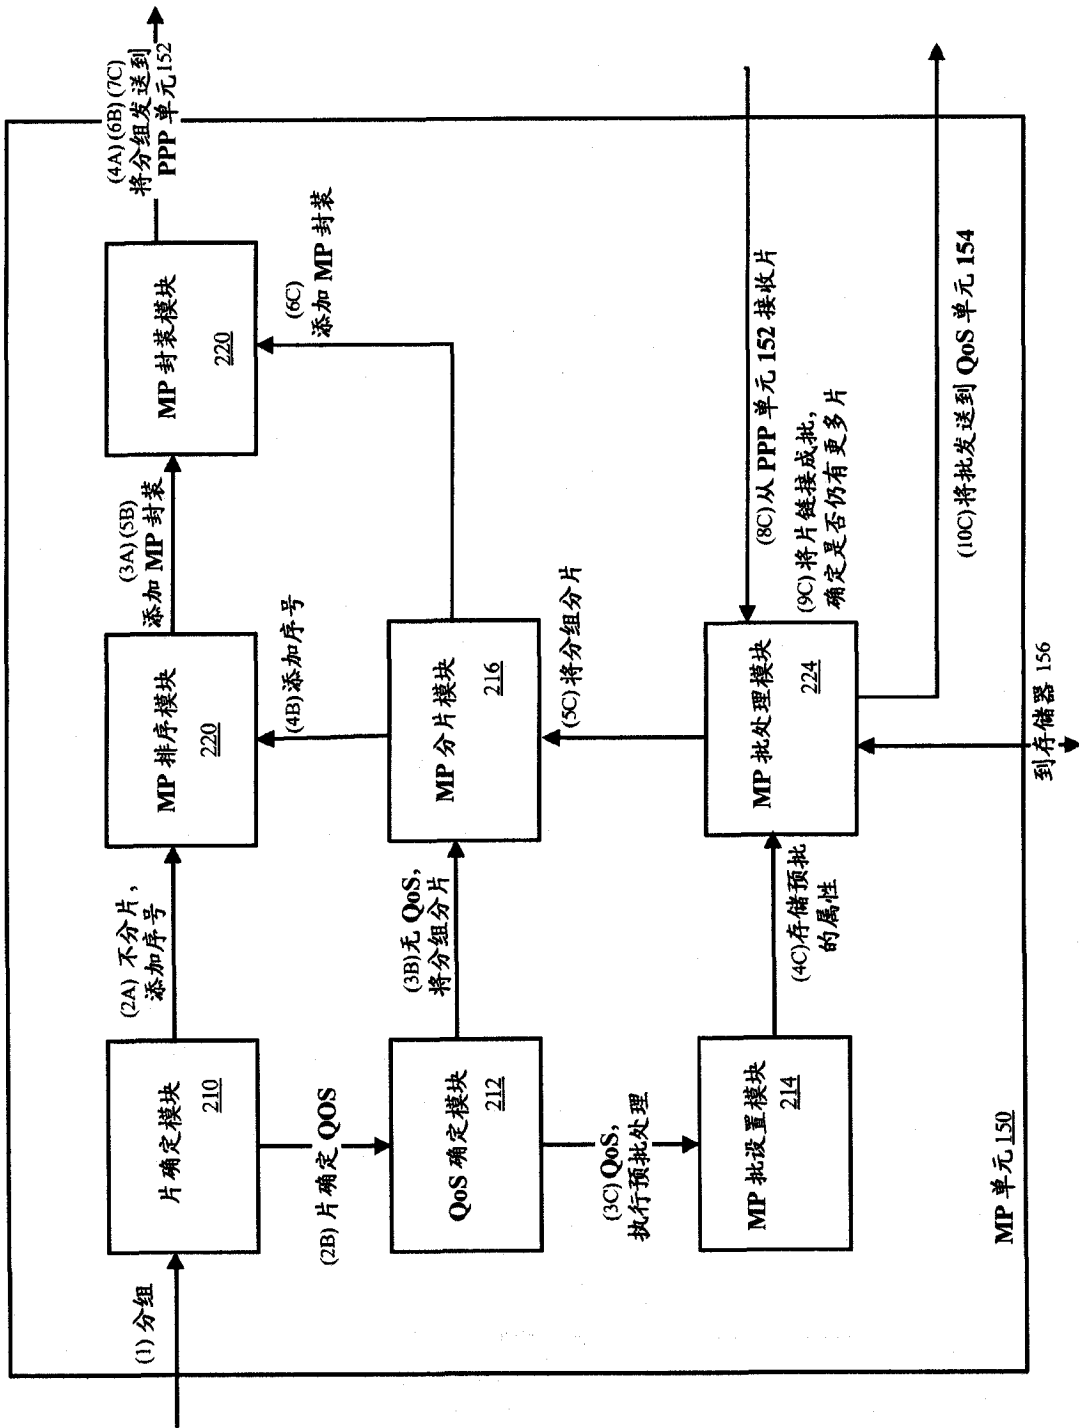 (1) 分组
片确定模块
210
(2A) 不分片，
添加序号
MP 排序模块
220
(3A) (5B)
添加 MP 封装
MP 封装模块
220
(4A) (6B) (7C)
将分组发送到
PPP 单元 152
(2B) 片确定 QOS
QoS 确定模块
212
(3B)无 QoS，
将分组分片
MP 分片模块
216
(4B)添加序号
(6C)
添加 MP 封装
(3C) QoS，
执行预批处理
MP 批设置模块
214
(4C)存储预批
的属性
MP 批处理模块
224
(5C)将分组分片
(8C)从 PPP 单元 152 接收片
(9C)将片链接成批，
确定是否仍有更多片
(10C)将批发送到 QoS 单元 154
MP 单元 150
到存储器 156